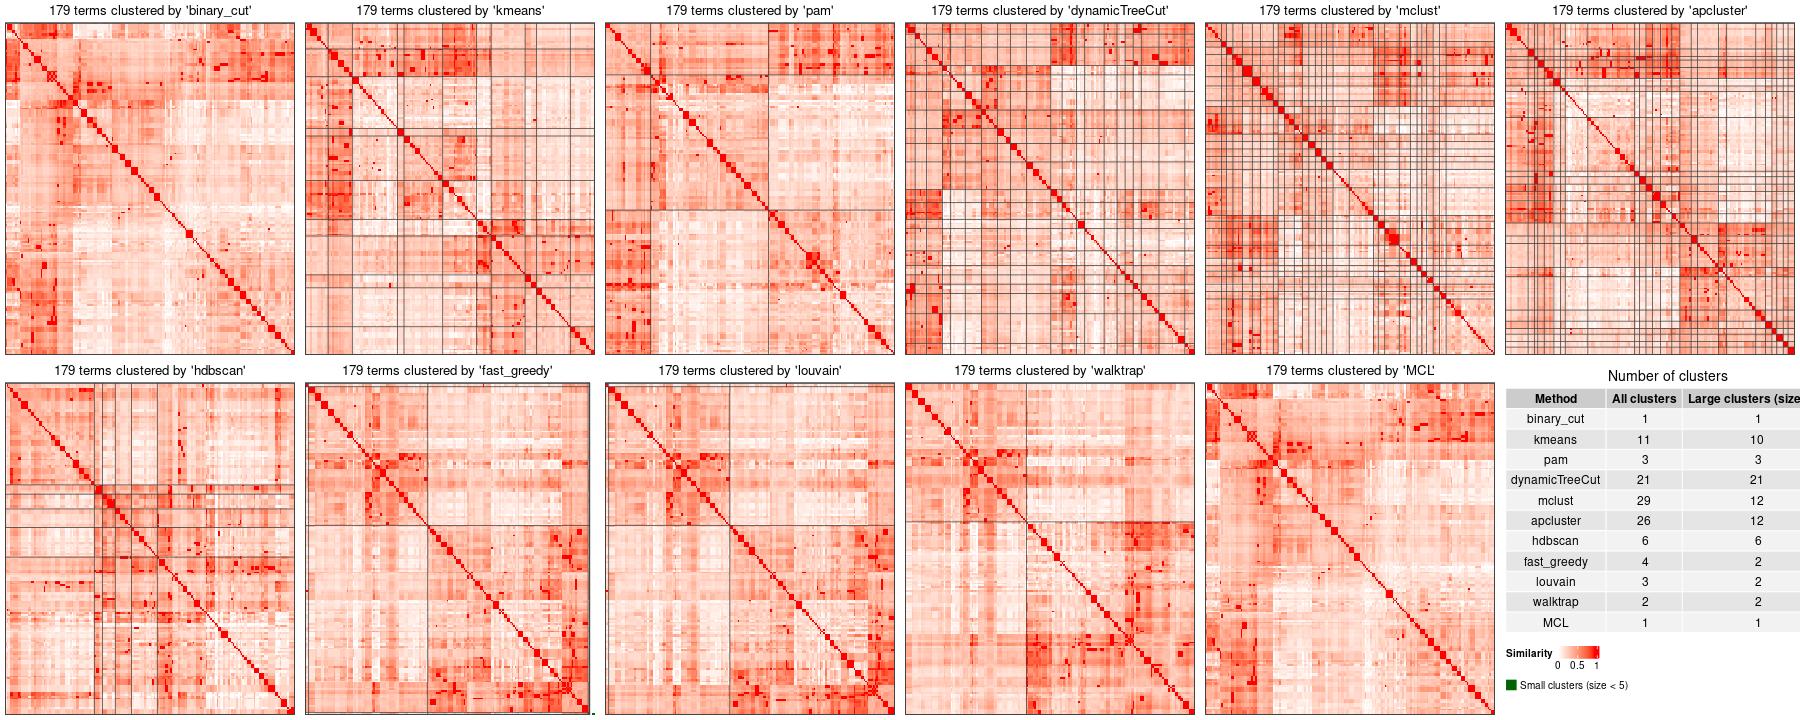 179 terms clustered by 'binary_cut'
179 terms clustered by 'kmeans'
179 terms clustered by 'pam'
179 terms clustered by 'dynamicTreeCut'
179 terms clustered by 'mclust'
179 terms clustered by 'apcluster'
179 terms clustered by 'hdbscan'
179 terms clustered by 'fast_greedy'
179 terms clustered by 'louvain'
179 terms clustered by 'walktrap'
179 terms clustered by 'MCL'
Number of clusters
Method All clusters Large clusters (size
binary_cut 1 1
kmeans 11 10
pam 3 3
dynamicTreeCut 21 21
mclust 29 12
apcluster 26 12
hdbscan 6 6
fast_greedy 4 2
louvain 3 2
walktrap 2 2
MCL 1 1
Similarity
0 0.5 1
Small clusters (size < 5)